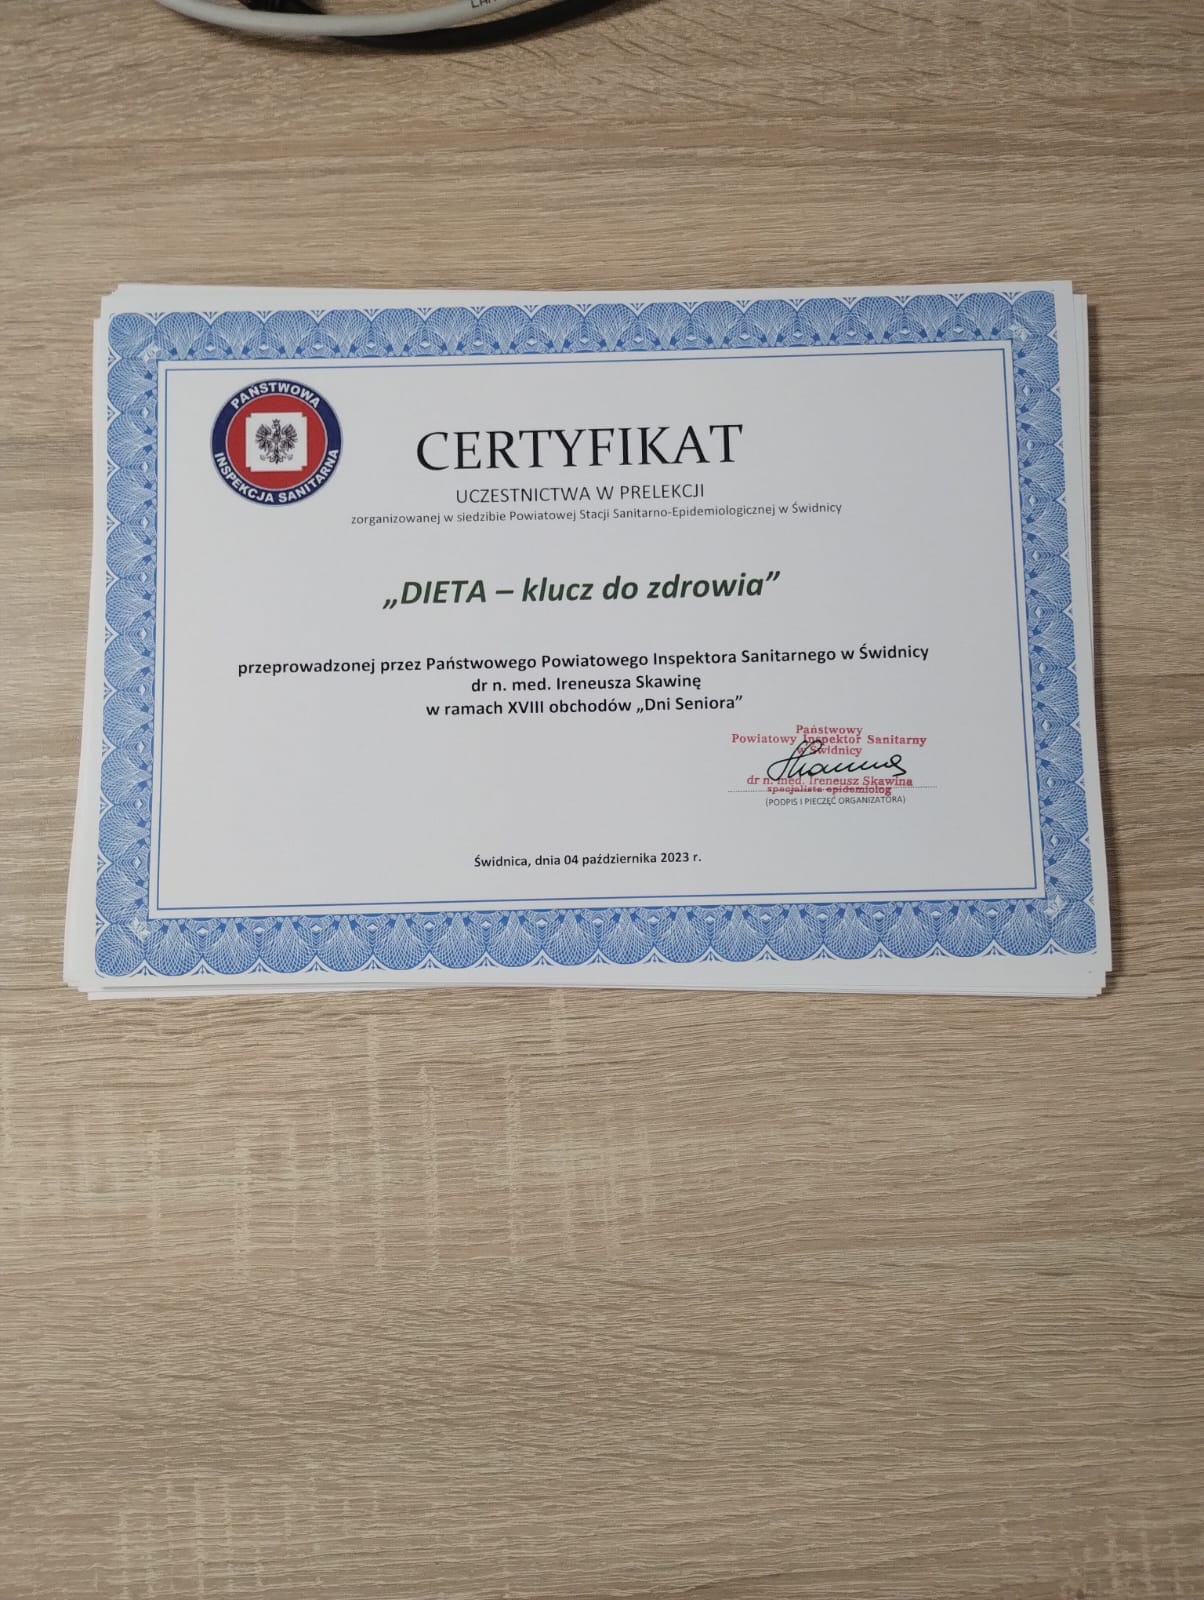 PAŃSTWOWA
INSPEKCJA SANITARNA
CERTYFIKAT
UCZESTNICTWA W PRELEKCJI
zorganizowanej w siedzibie Powiatowej Stacji Sanitarno-Epidemiologicznej w Świdnicy
„DIETA – klucz do zdrowia”
przeprowadzonej przez Państwowego Powiatowego Inspektora Sanitarnego w Świdnicy
dr n. med. Ireneusza Skawinę
w ramach XVIII obchodów „Dni Seniora”
Państwowy
Powiatowy Inspektor Sanitarny
w Świdnicy
dr n. med. Ireneusz Skawina
specjalista epidemiolog
(PODPIS I PIECZĘĆ ORGANIZATORA)
Świdnica, dnia 04 października 2023 r.